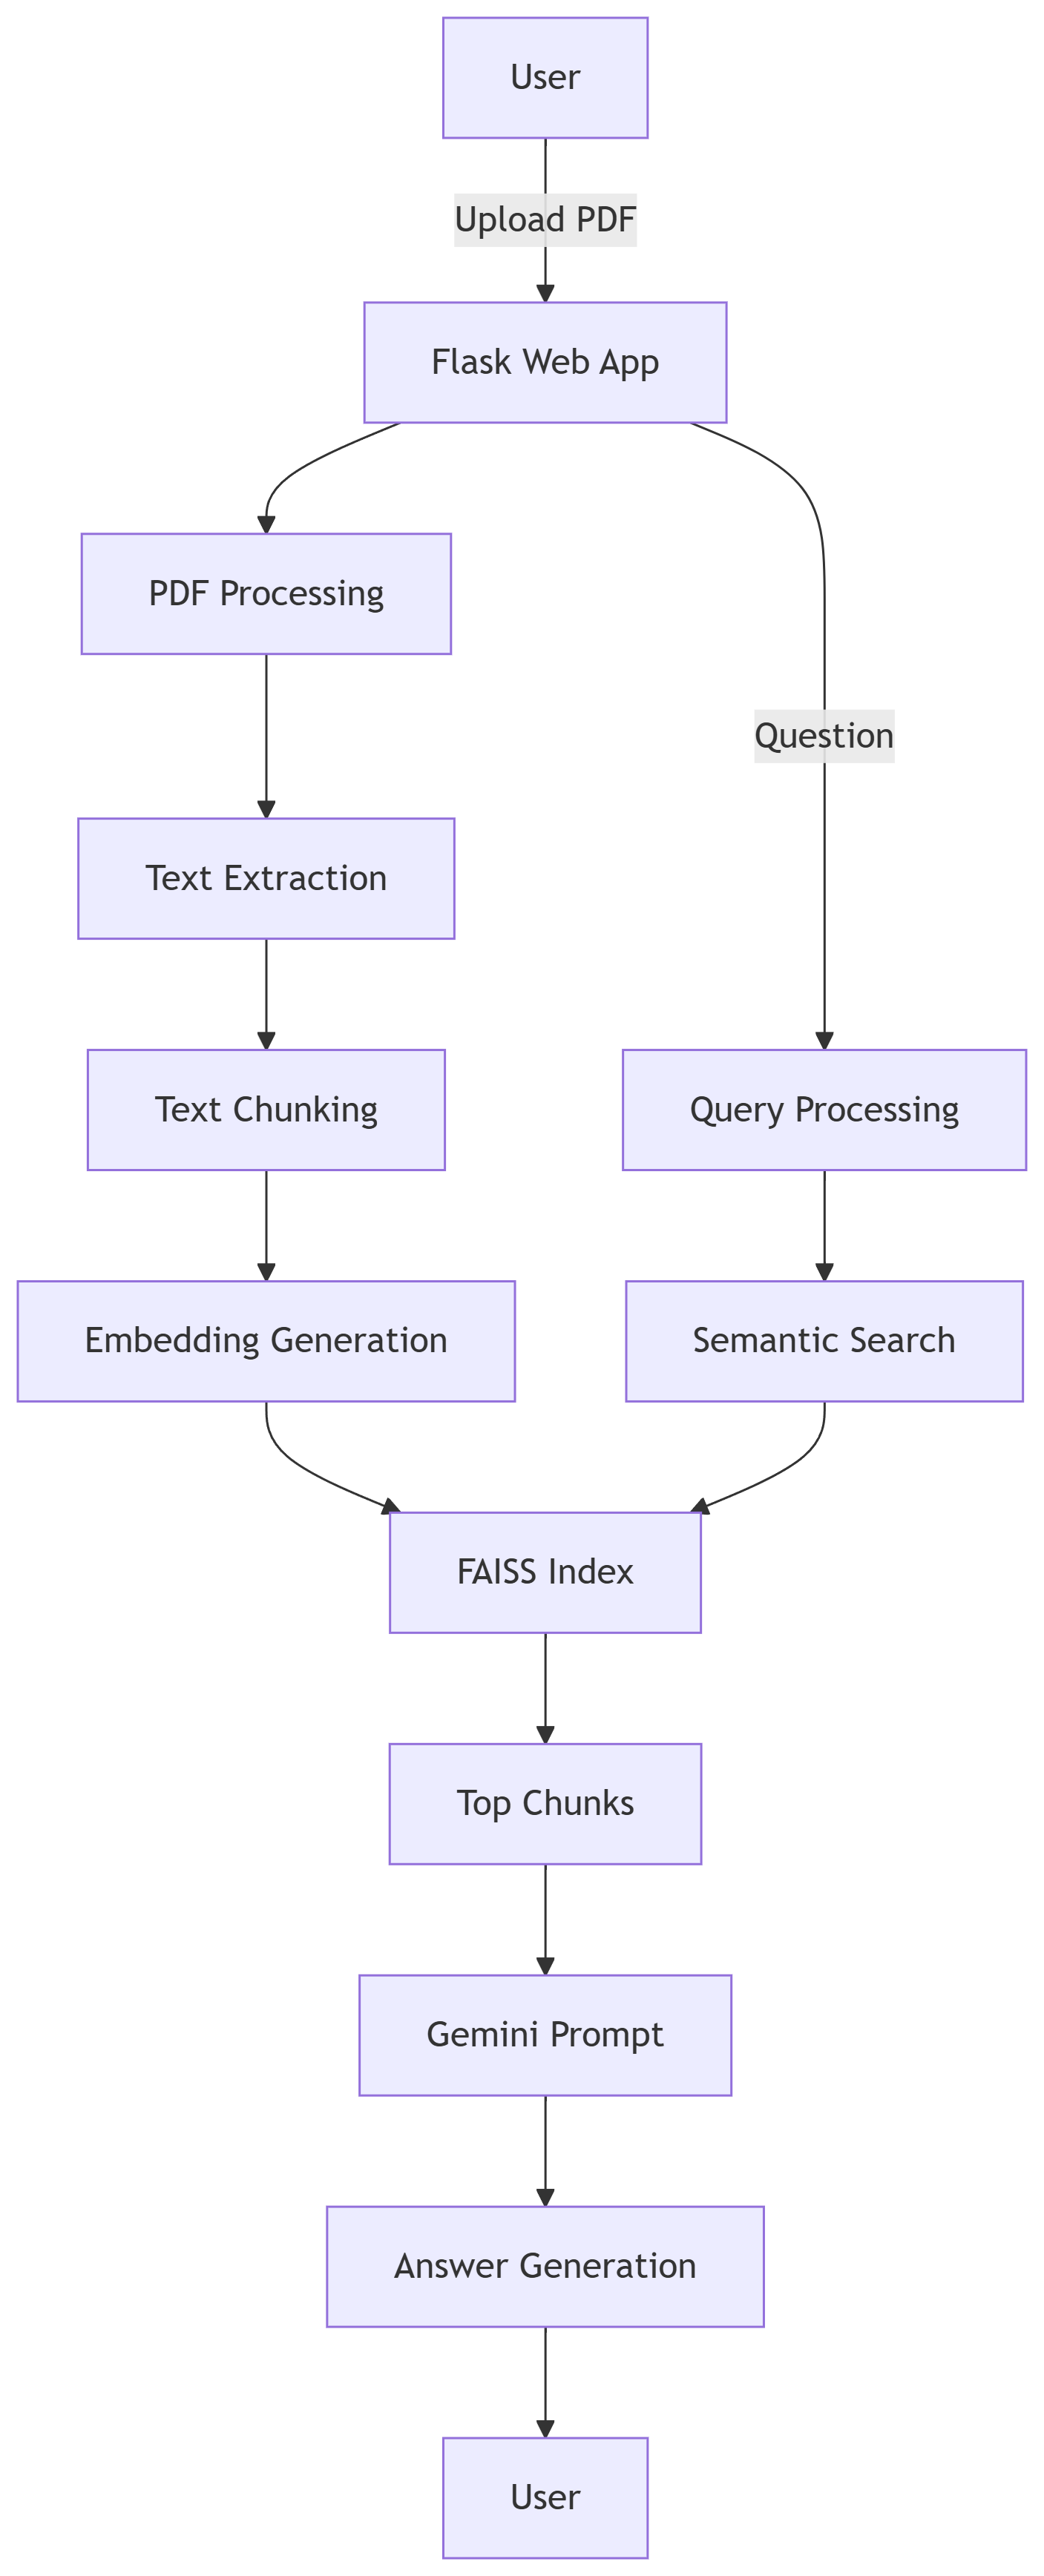 User
Upload PDF
Flask Web App
PDF Processing
Question
Text Extraction
Text Chunking
Query Processing
Embedding Generation
Semantic Search
FAISS Index
Top Chunks
Gemini Prompt
Answer Generation
User